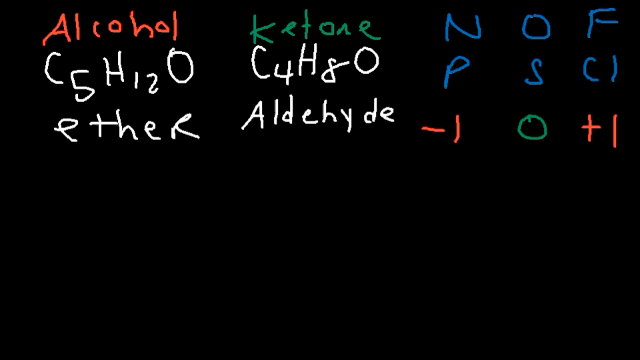 Alcohol Ketone N O F
C5H12O C4H8O P S Cl
ether Aldehyde -1 0 +1